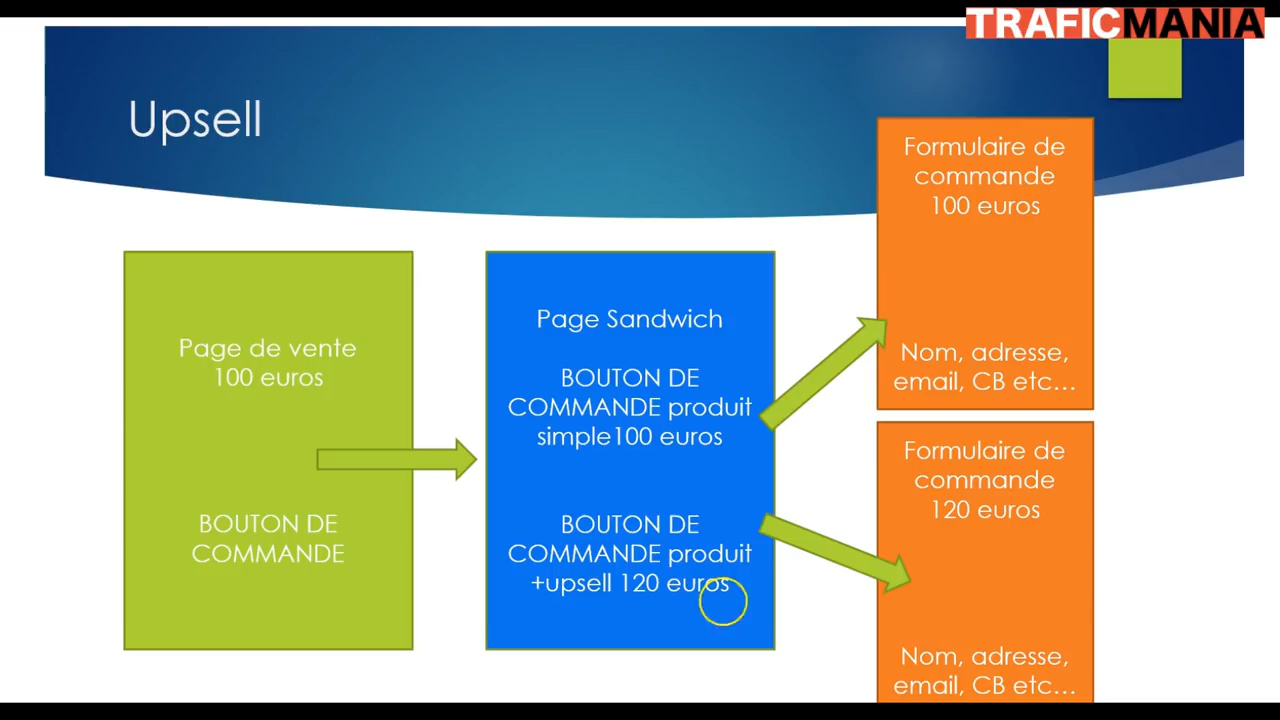 TRAFICMANIA
Upsell
Page de vente
100 euros
BOUTON DE
COMMANDE
Page Sandwich
BOUTON DE
COMMANDE produit
simple100 euros
BOUTON DE
COMMANDE produit
+upsell 120 euros
Formulaire de
commande
100 euros
Nom, adresse,
email, CB etc...
Formulaire de
commande
120 euros
Nom, adresse,
email, CB etc...